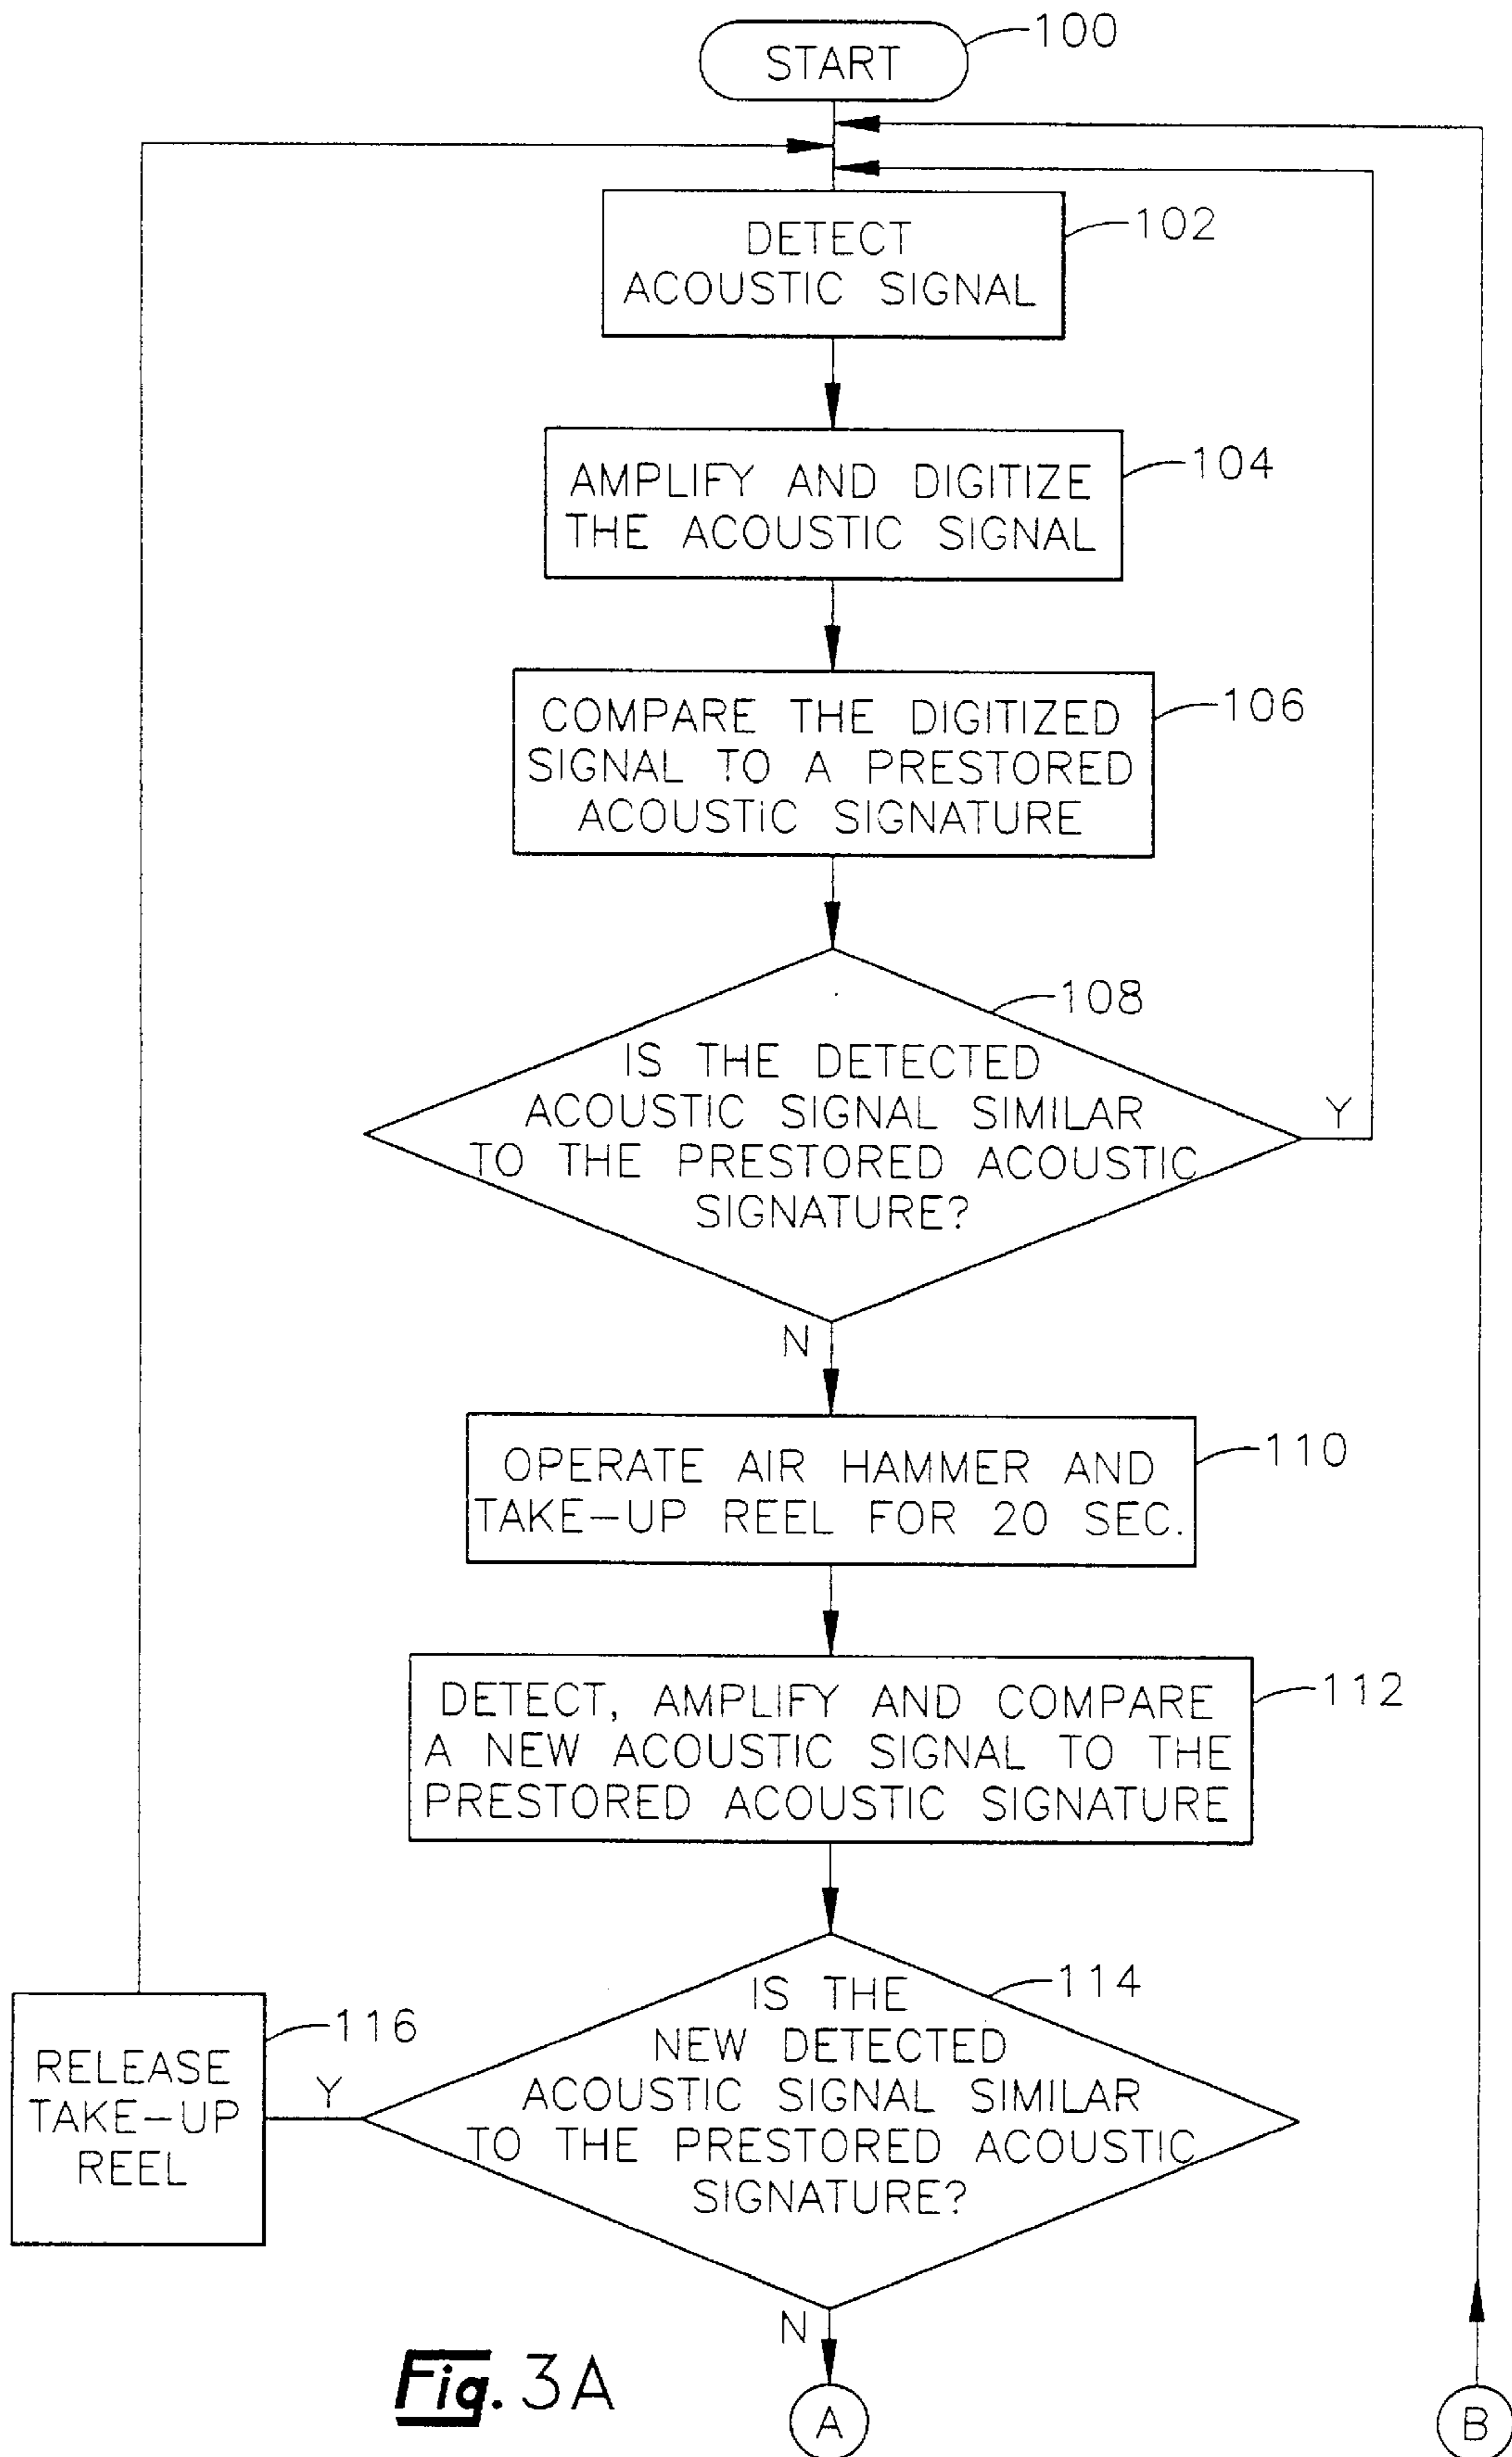 START
100
DETECT
ACOUSTIC SIGNAL
102
AMPLIFY AND DIGITIZE
THE ACOUSTIC SIGNAL
104
COMPARE THE DIGITIZED
SIGNAL TO A PRESTORED
ACOUSTiC SIGNATURE
106
108
IS THE DETECTED
ACOUSTIC SIGNAL SIMILAR
TO THE PRESTORED ACOUSTIC
SIGNATURE?
Y
N
OPERATE AIR HAMMER AND
TAKE-UP REEL FOR 20 SEC.
110
DETECT, AMPLIFY AND COMPARE
A NEW ACOUSTIC SIGNAL TO THE
PRESTORED ACOUSTIC SIGNATURE
112
114
IS THE
NEW DETECTED
ACOUSTIC SIGNAL SIMILAR
TO THE PRESTORED ACOUSTIC
SIGNATURE?
Y
116
RELEASE
TAKE-UP
REEL
N
A
B
Fig. 3A